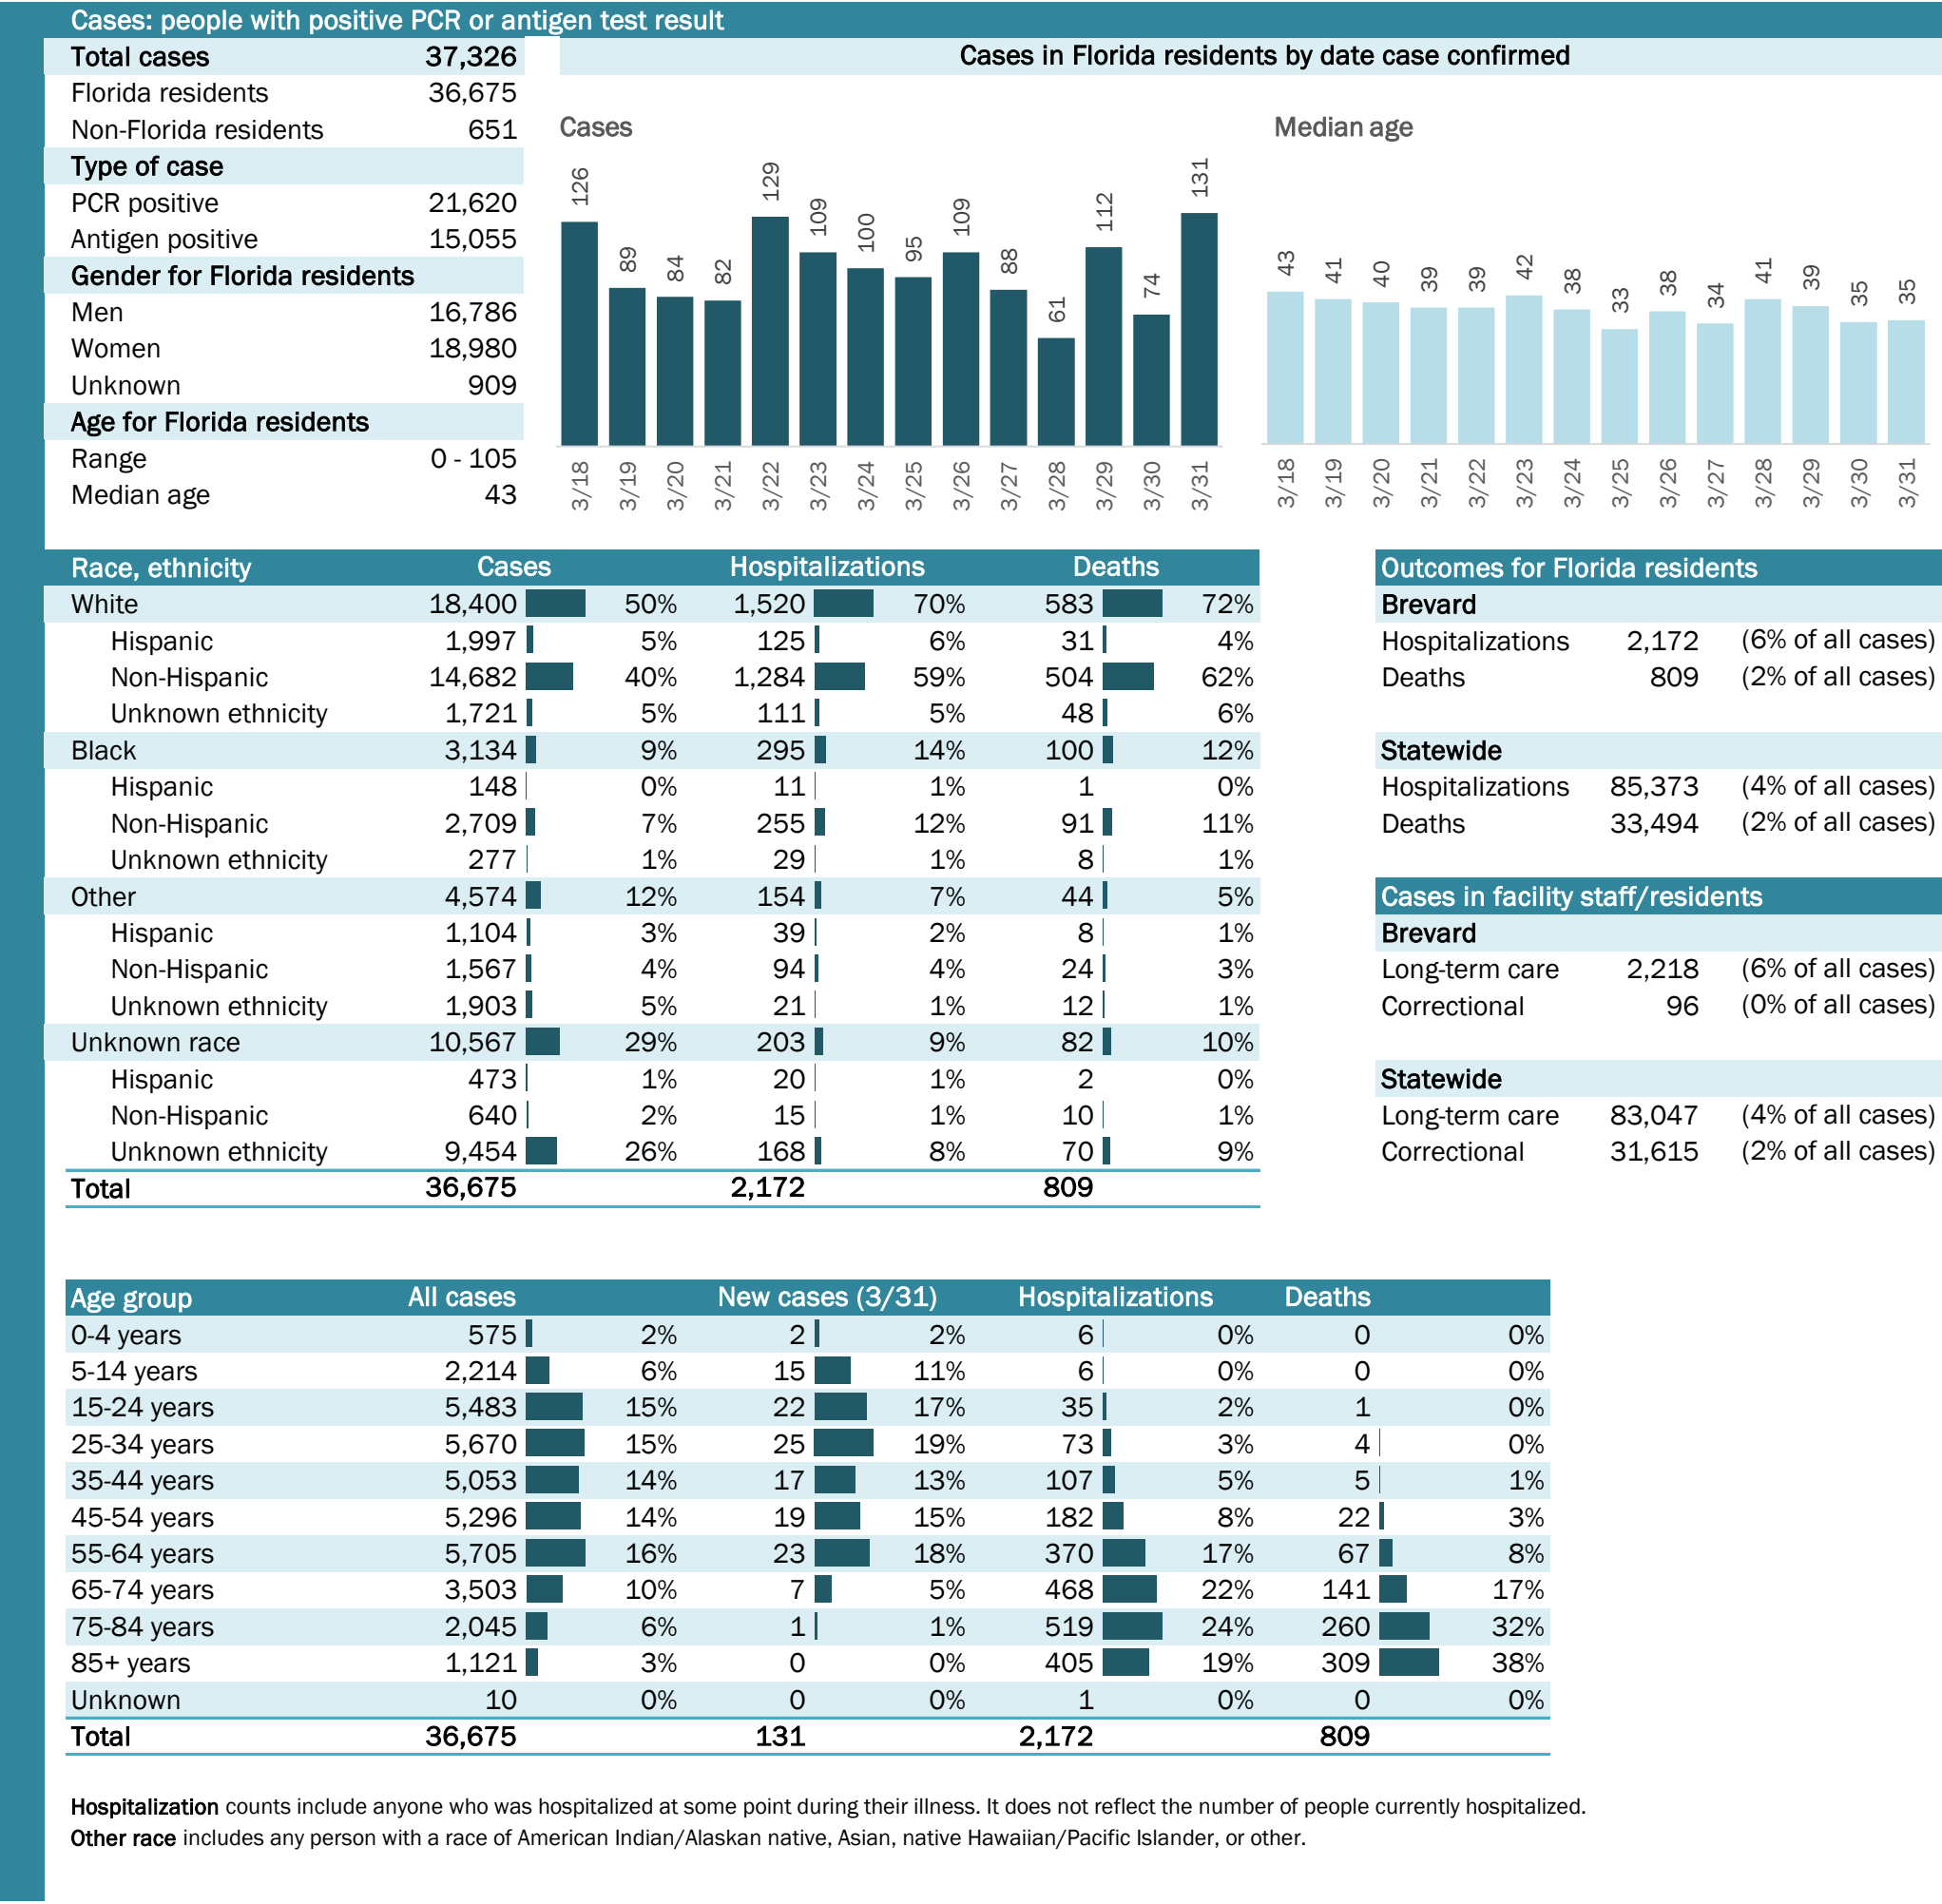 Cases: people with positive PCR or antigen test result
Total cases 37,326
Florida residents 36,675
Non-Florida residents 651
Type of case
PCR positive 21,620
Antigen positive 15,055
Gender for Florida residents
Men 16,786
Women 18,980
Unknown 909
Age for Florida residents
Range 0 - 105
Median age 43
Cases in Florida residents by date case confirmed
Cases
126 89 84 82 129 109 100 95 109 88 61 112 74 131
3/18 3/19 3/20 3/21 3/22 3/23 3/24 3/25 3/26 3/27 3/28 3/29 3/30 3/31
Median age
43 41 40 39 39 42 38 33 38 34 41 39 35 35
3/18 3/19 3/20 3/21 3/22 3/23 3/24 3/25 3/26 3/27 3/28 3/29 3/30 3/31
Race, ethnicity Cases Hospitalizations Deaths
White 18,400 50% 1,520 70% 583 72%
Hispanic 1,997 5% 125 6% 31 4%
Non-Hispanic 14,682 40% 1,284 59% 504 62%
Unknown ethnicity 1,721 5% 111 5% 48 6%
Black 3,134 9% 295 14% 100 12%
Hispanic 148 0% 11 1% 1 0%
Non-Hispanic 2,709 7% 255 12% 91 11%
Unknown ethnicity 277 1% 29 1% 8 1%
Other 4,574 12% 154 7% 44 5%
Hispanic 1,104 3% 39 2% 8 1%
Non-Hispanic 1,567 4% 94 4% 24 3%
Unknown ethnicity 1,903 5% 21 1% 12 1%
Unknown race 10,567 29% 203 9% 82 10%
Hispanic 473 1% 20 1% 2 0%
Non-Hispanic 640 2% 15 1% 10 1%
Unknown ethnicity 9,454 26% 168 8% 70 9%
Total 36,675 2,172 809
Outcomes for Florida residents
Brevard
Hospitalizations 2,172 (6% of all cases)
Deaths 809 (2% of all cases)
Statewide
Hospitalizations 85,373 (4% of all cases)
Deaths 33,494 (2% of all cases)
Cases in facility staff/residents
Brevard
Long-term care 2,218 (6% of all cases)
Correctional 96 (0% of all cases)
Statewide
Long-term care 83,047 (4% of all cases)
Correctional 31,615 (2% of all cases)
Age group All cases New cases (3/31) Hospitalizations Deaths
0-4 years 575 2% 2 2% 6 0% 0 0%
5-14 years 2,214 6% 15 11% 6 0% 0 0%
15-24 years 5,483 15% 22 17% 35 2% 1 0%
25-34 years 5,670 15% 25 19% 73 3% 4 0%
35-44 years 5,053 14% 17 13% 107 5% 5 1%
45-54 years 5,296 14% 19 15% 182 8% 22 3%
55-64 years 5,705 16% 23 18% 370 17% 67 8%
65-74 years 3,503 10% 7 5% 468 22% 141 17%
75-84 years 2,045 6% 1 1% 519 24% 260 32%
85+ years 1,121 3% 0 0% 405 19% 309 38%
Unknown 10 0% 0 0% 1 0% 0 0%
Total 36,675 131 2,172 809
Hospitalization counts include anyone who was hospitalized at some point during their illness. It does not reflect the number of people currently hospitalized.
Other race includes any person with a race of American Indian/Alaskan native, Asian, native Hawaiian/Pacific Islander, or other.